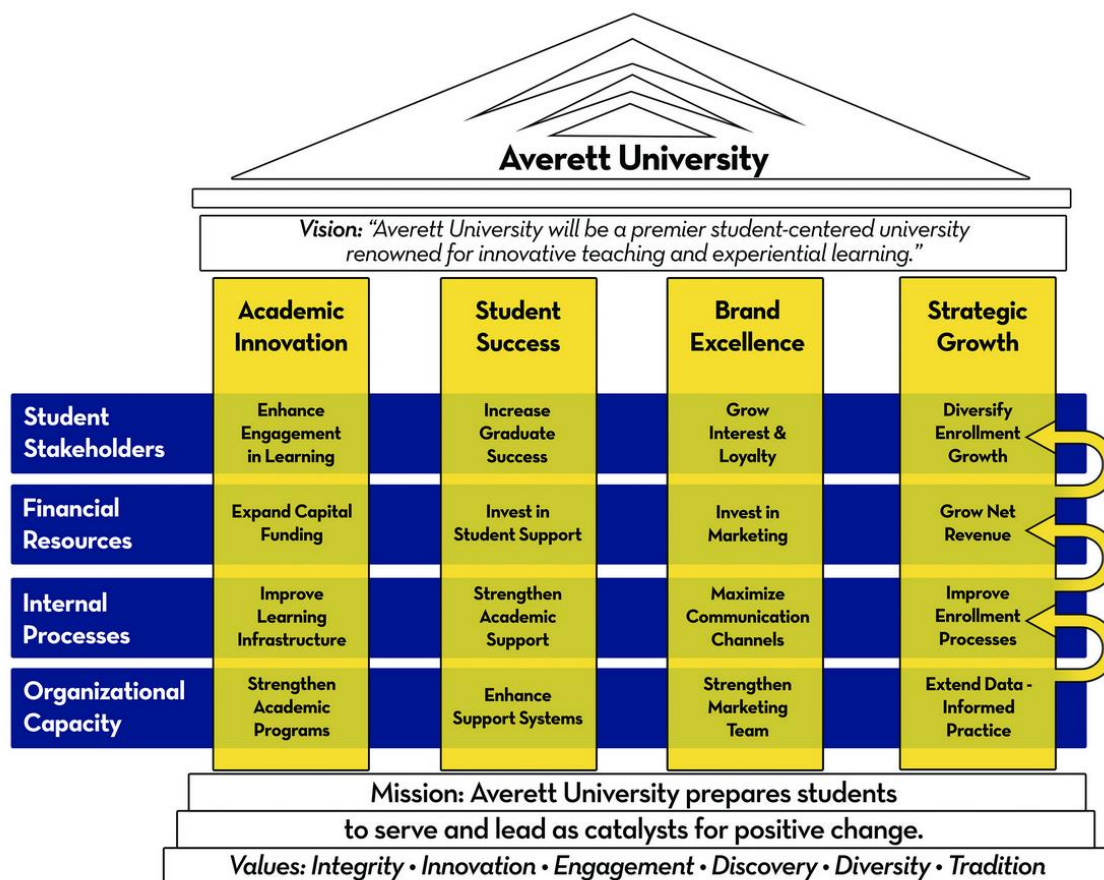 Averett University
Vision: “Averett University will be a premier student-centered university
renowned for innovative teaching and experiential learning.”
Academic
Innovation
Student
Success
Brand
Excellence
Strategic
Growth
Student
Stakeholders
Enhance
Engagement
in Learning
Increase
Graduate
Success
Grow
Interest &
Loyalty
Diversify
Enrollment
Growth
Financial
Resources
Expand Capital
Funding
Invest in
Student Support
Invest in
Marketing
Grow Net
Revenue
Internal
Processes
Improve
Learning
Infrastructure
Strengthen
Academic
Support
Maximize
Communication
Channels
Improve
Enrollment
Processes
Organizational
Capacity
Strengthen
Academic
Programs
Enhance
Support Systems
Strengthen
Marketing
Team
Extend Data -
Informed
Practice
Mission: Averett University prepares students
to serve and lead as catalysts for positive change.
Values: Integrity • Innovation • Engagement • Discovery • Diversity • Tradition